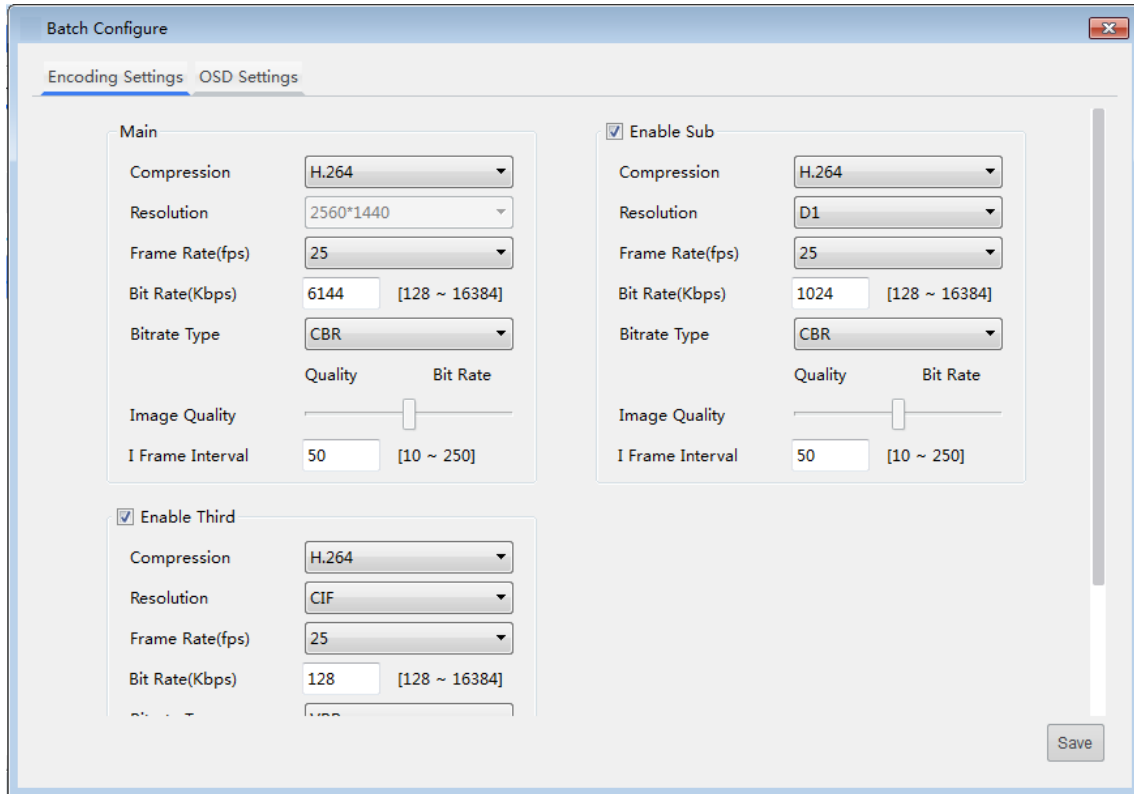 Batch Configure
Encoding Settings OSD Settings
Main
Compression H.264
Resolution 2560*1440
Frame Rate(fps) 25
Bit Rate(Kbps) 6144 [128 ~ 16384]
Bitrate Type CBR
Quality Bit Rate
Image Quality
I Frame Interval 50 [10 ~ 250]
Enable Sub
Compression H.264
Resolution D1
Frame Rate(fps) 25
Bit Rate(Kbps) 1024 [128 ~ 16384]
Bitrate Type CBR
Quality Bit Rate
Image Quality
I Frame Interval 50 [10 ~ 250]
Enable Third
Compression H.264
Resolution CIF
Frame Rate(fps) 25
Bit Rate(Kbps) 128 [128 ~ 16384]
Save